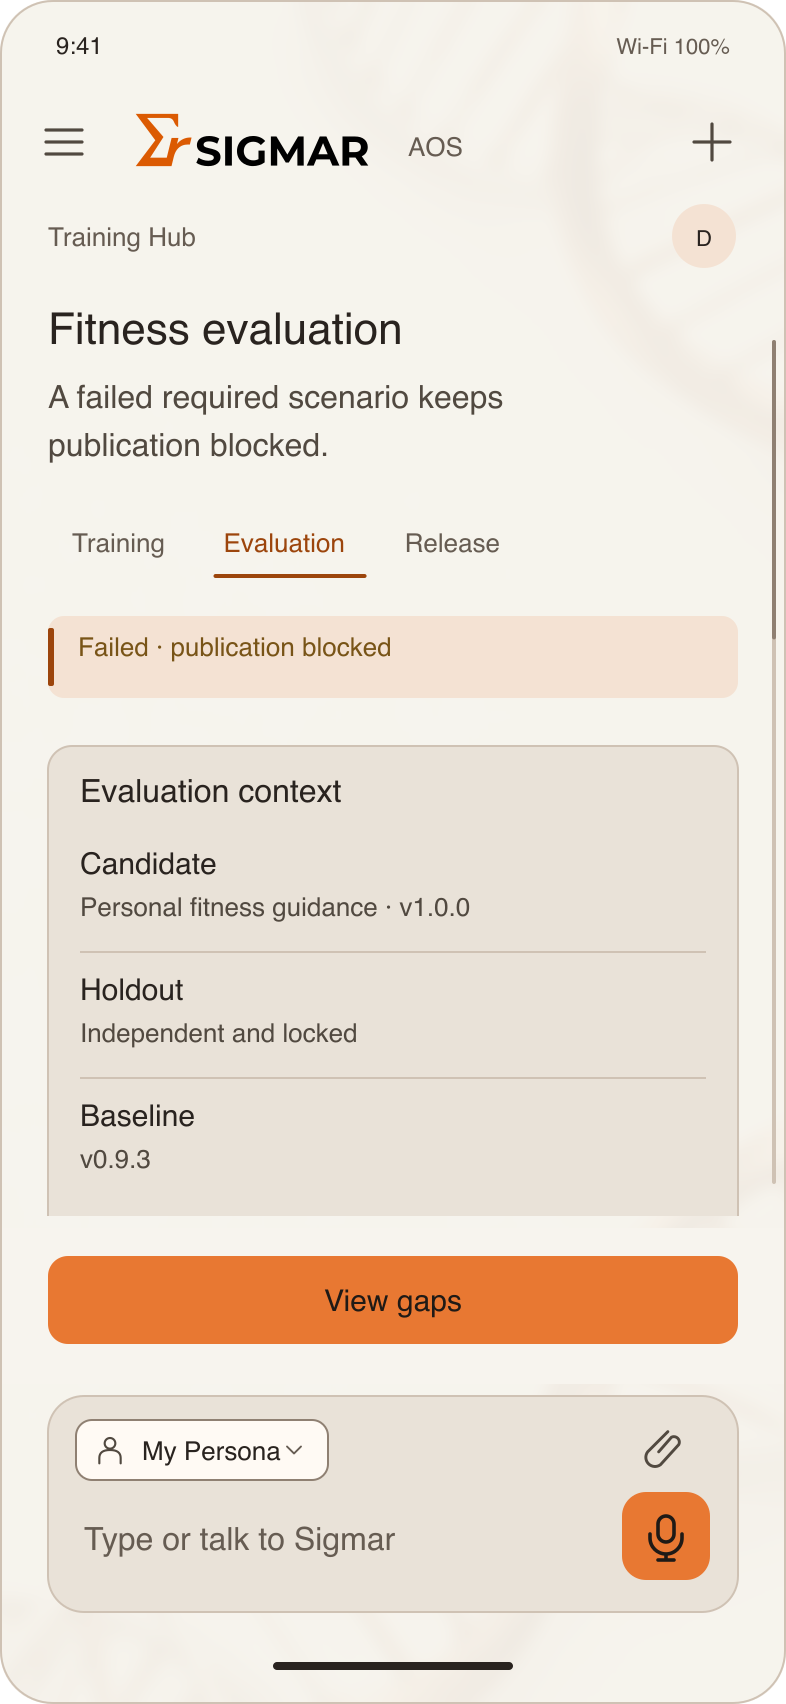 9:41
Wi-Fi 100%
Σr SIGMAR
AOS
Training Hub
D
Fitness evaluation
A failed required scenario keeps
publication blocked.
Training
Evaluation
Release
Failed · publication blocked
Evaluation context
Candidate
Personal fitness guidance · v1.0.0
Holdout
Independent and locked
Baseline
v0.9.3
View gaps
My Persona
Type or talk to Sigmar